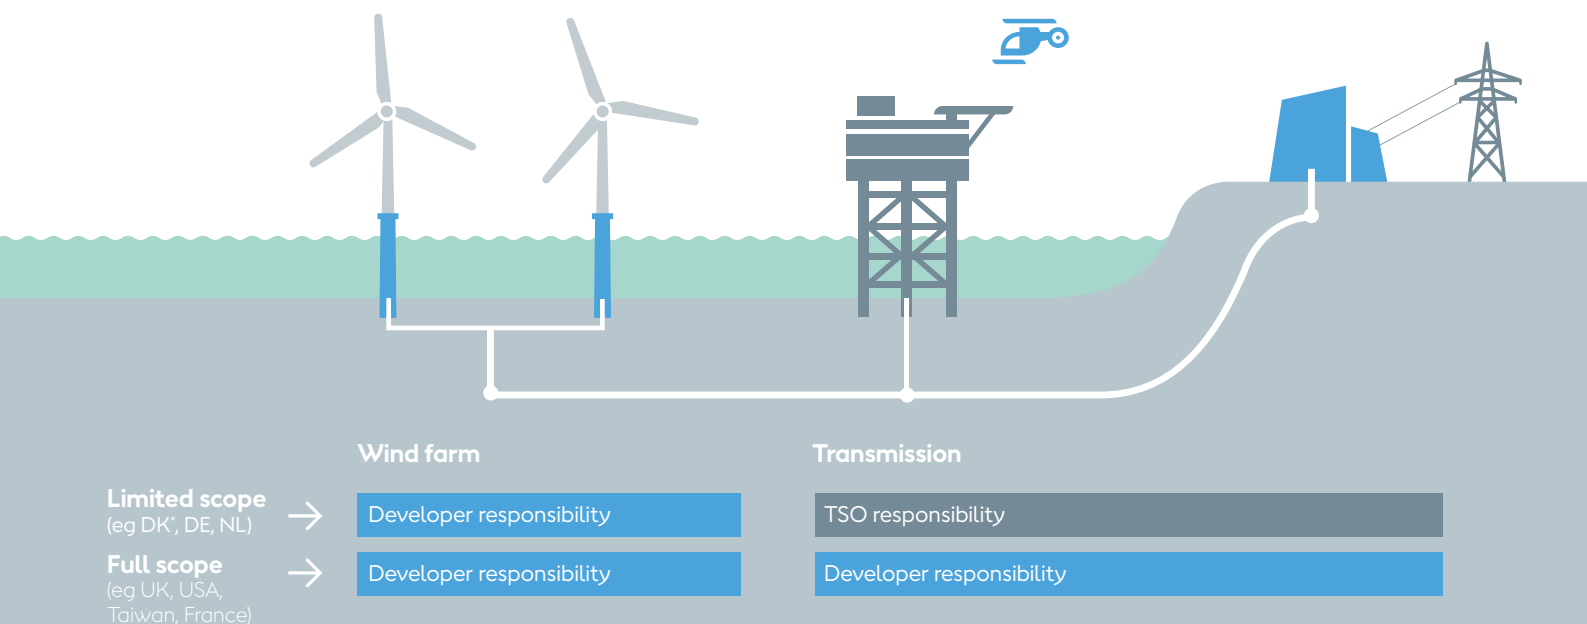 Wind farm
Transmission
Limited scope
(eg DK*, DE, NL)
Developer responsibility
TSO responsibility
Full scope
(eg UK, USA,
Taiwan, France)
Developer responsibility
Developer responsibility